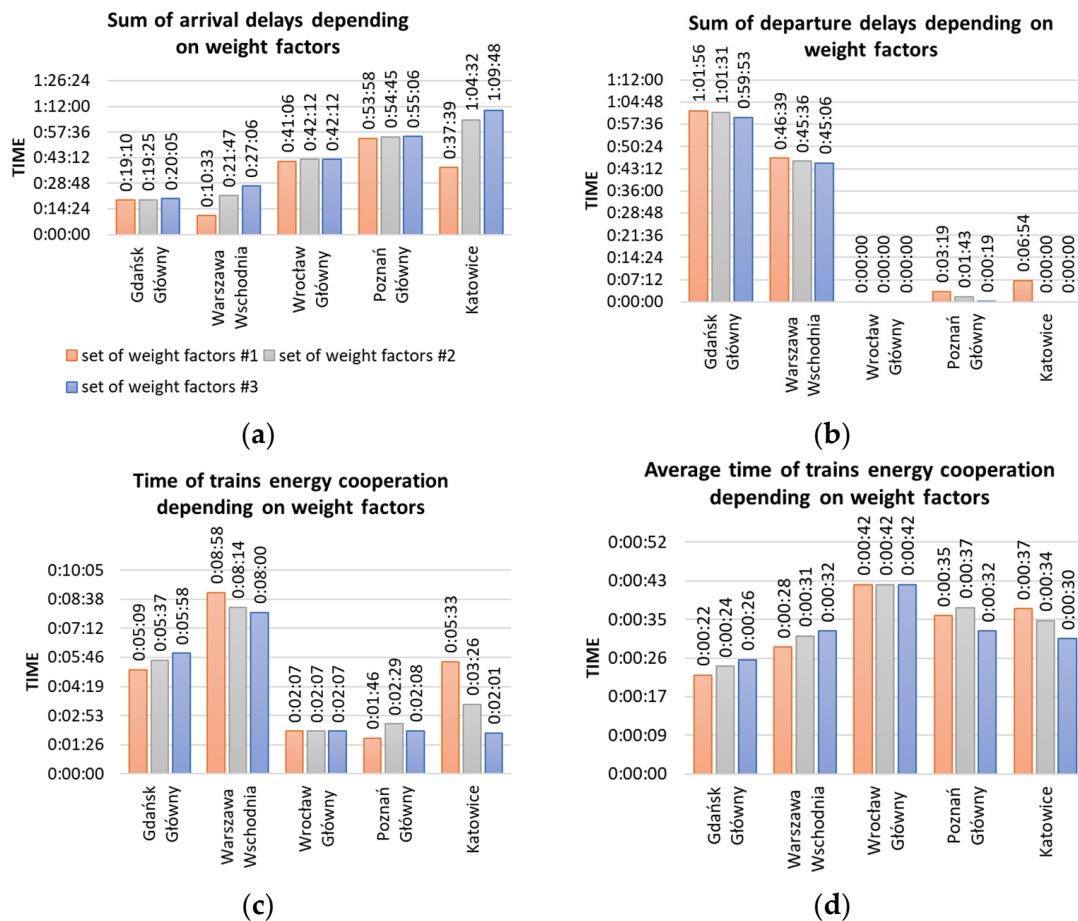 Sum of arrival delays depending
on weight factors
TIME
1:26:24
1:12:00
0:57:36
0:43:12
0:28:48
0:14:24
0:00:00
0:19:10
0:19:25
0:20:05
0:10:33
0:21:47
0:27:06
0:41:06
0:42:12
0:42:12
0:53:58
0:54:45
0:55:06
0:37:39
1:04:32
1:09:48
Gdańsk
Główny
Warszawa
Wschodnia
Wrocław
Główny
Poznań
Główny
Katowice
set of weight factors #1 set of weight factors #2
set of weight factors #3
(a)
Sum of departure delays depending on
weight factors
TIME
1:12:00
1:04:48
0:57:36
0:50:24
0:43:12
0:36:00
0:28:48
0:21:36
0:14:24
0:07:12
0:00:00
1:01:56
1:01:31
0:59:53
0:46:39
0:45:36
0:45:06
0:00:00
0:00:00
0:00:00
0:03:19
0:01:43
0:00:19
0:06:54
0:00:00
0:00:00
Gdańsk
Główny
Warszawa
Wschodnia
Wrocław
Główny
Poznań
Główny
Katowice
(b)
Time of trains energy cooperation
depending on weight factors
TIME
0:10:05
0:08:38
0:07:12
0:05:46
0:04:19
0:02:53
0:01:26
0:00:00
0:05:09
0:05:37
0:05:58
0:08:58
0:08:14
0:08:00
0:02:07
0:02:07
0:02:07
0:01:46
0:02:29
0:02:08
0:05:33
0:03:26
0:02:01
Gdańsk
Główny
Warszawa
Wschodnia
Wrocław
Główny
Poznań
Główny
Katowice
(c)
Average time of trains energy cooperation
depending on weight factors
TIME
0:00:52
0:00:43
0:00:35
0:00:26
0:00:17
0:00:09
0:00:00
0:00:22
0:00:24
0:00:26
0:00:28
0:00:31
0:00:32
0:00:42
0:00:42
0:00:42
0:00:35
0:00:37
0:00:32
0:00:37
0:00:34
0:00:30
Gdańsk
Główny
Warszawa
Wschodnia
Wrocław
Główny
Poznań
Główny
Katowice
(d)